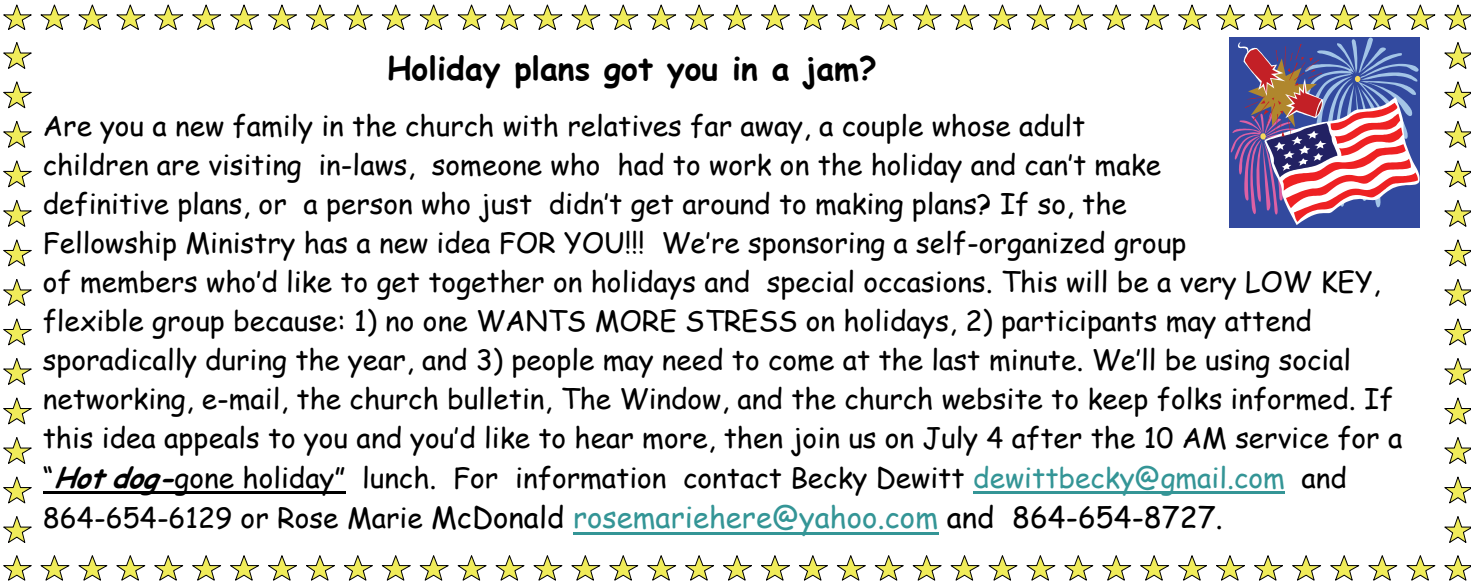 Holiday plans got you in a jam?
Are you a new family in the church with relatives far away, a couple whose adult
children are visiting in-laws, someone who had to work on the holiday and can't make
definitive plans, or a person who just didn't get around to making plans? If so, the
Fellowship Ministry has a new idea FOR YOU!!! We're sponsoring a self-organized group
of members who'd like to get together on holidays and special occasions. This will be a very LOW KEY,
flexible group because: 1) no one WANTS MORE STRESS on holidays, 2) participants may attend
sporadically during the year, and 3) people may need to come at the last minute. We'll be using social
networking, e-mail, the church bulletin, The Window, and the church website to keep folks informed. If
this idea appeals to you and you'd like to hear more, then join us on July 4 after the 10 AM service for a
"Hot dog-gone holiday" lunch. For information contact Becky Dewitt dewittbecky@gmail.com and
864-654-6129 or Rose Marie McDonald rosemariehere@yahoo.com and 864-654-8727.